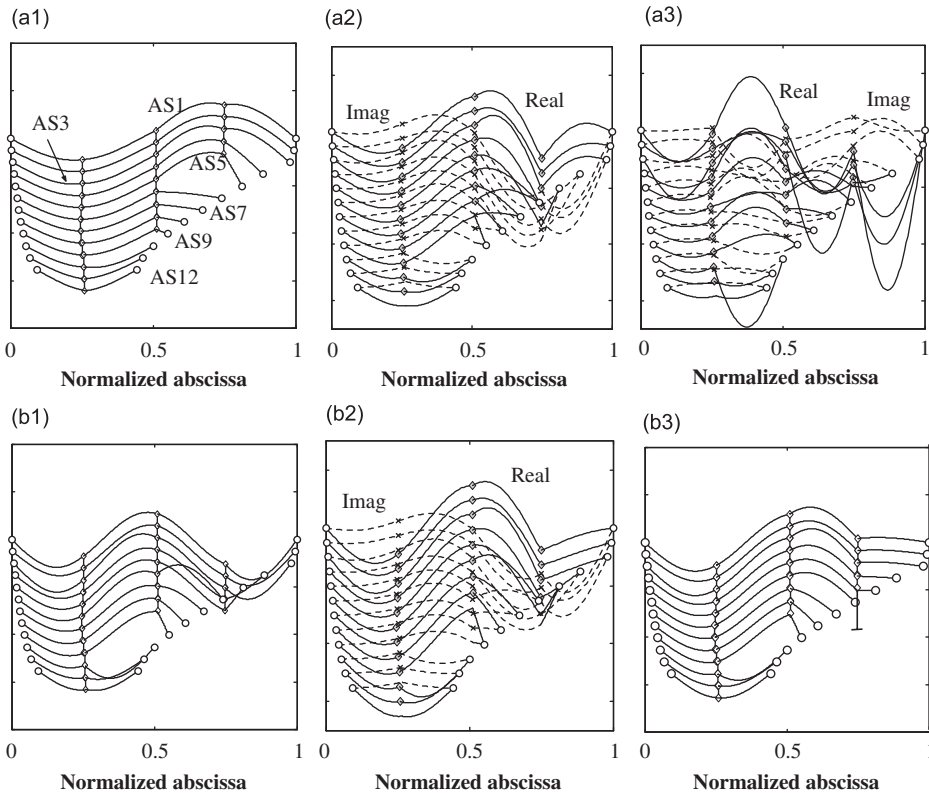 (a1)
(a2)
(a3)
AS1
AS3
AS5
AS7
AS9
AS12
Imag
Real
Real
Imag
0
0.5
1
0
0.5
1
0
0.5
1
Normalized abscissa
Normalized abscissa
Normalized abscissa
(b1)
(b2)
(b3)
Imag
Real
0
0.5
1
0
0.5
1
0
0.5
1
Normalized abscissa
Normalized abscissa
Normalized abscissa